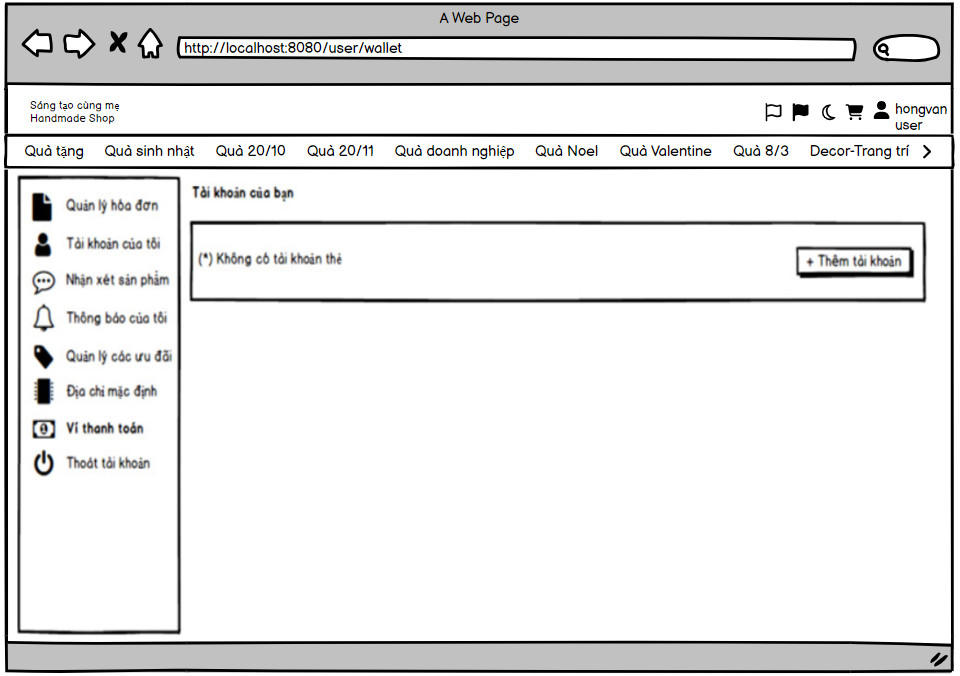 A Web Page
http://localhost:8080/user/wallet
Sáng tạo cùng mẹ
Handmade Shop
hongvan
user
Quà tặng Quà sinh nhật Quà 20/10 Quà 20/11 Quà doanh nghiệp Quà Noel Quà Valentine Quà 8/3 Decor-Trang trí
Quản lý hóa đơn
Tài khoản của tôi
Nhận xét sản phẩm
Thông báo của tôi
Quản lý các ưu đãi
Địa chỉ mặc định
Ví thanh toán
Thoát tài khoản
Tài khoản của bạn
(*) Không có tài khoản thẻ
+ Thêm tài khoản